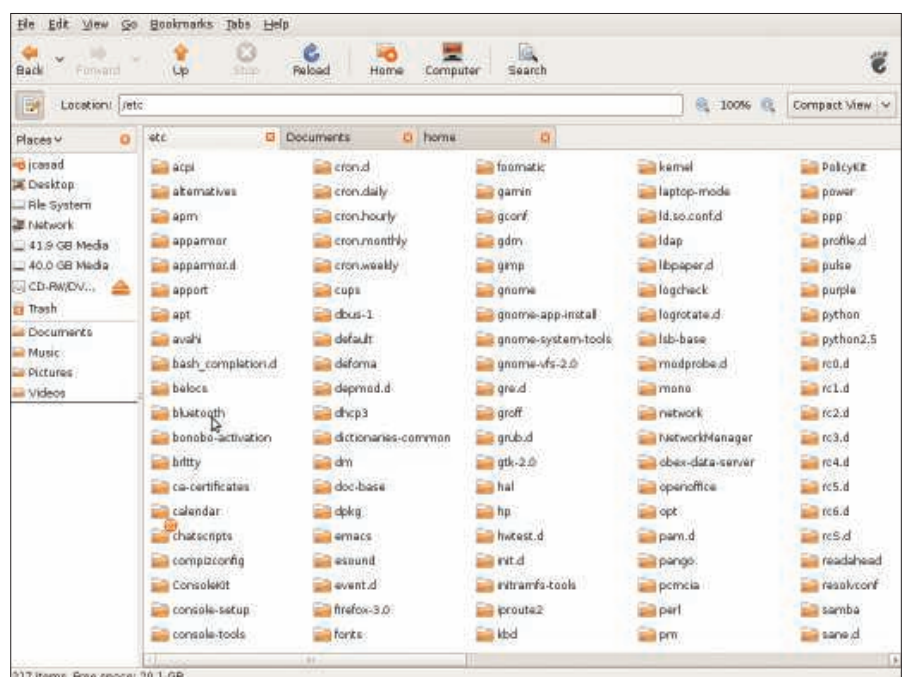 File Edit View Go Bookmarks Tabs Help
Back Forward Up Stop Reload Home Computer Search
Location: /etc 100% Compact View
Places
jcasad
Desktop
File System
Network
41.9 GB Media
40.0 GB Media
CD-RW/DV...
Trash
Documents
Music
Pictures
Videos
etc Documents home
acpi
alternatives
apm
apparmor
apparmor.d
apport
apt
avahi
bash_completion.d
belocs
bluetooth
bonobo-activation
brltty
ca-certificates
calendar
chatscripts
compizconfig
ConsoleKit
console-setup
console-tools
cron.d
cron.daily
cron.hourly
cron.monthly
cron.weekly
cups
dbus-1
default
defoma
depmod.d
dhcp3
dictionaries-common
dm
doc-base
dpkg
emacs
esound
event.d
firefox-3.0
fonts
foomatic
gamin
gconf
gdm
gimp
gnome
gnome-app-install
gnome-system-tools
gnome-vfs-2.0
gre.d
groff
grub.d
gtk-2.0
hal
hp
hwtest.d
init.d
initramfs-tools
iproute2
kbd
kernel
laptop-mode
ld.so.conf.d
ldap
libpaper.d
logcheck
logrotate.d
lsb-base
modprobe.d
mono
network
NetworkManager
obex-data-server
openoffice
opt
pam.d
pango
pcmcia
perl
pm
PolicyKit
power
ppp
profile.d
pulse
purple
python
python2.5
rc0.d
rc1.d
rc2.d
rc3.d
rc4.d
rc5.d
rc6.d
rcS.d
readahead
resolvconf
samba
sane.d
items, Free space: GB